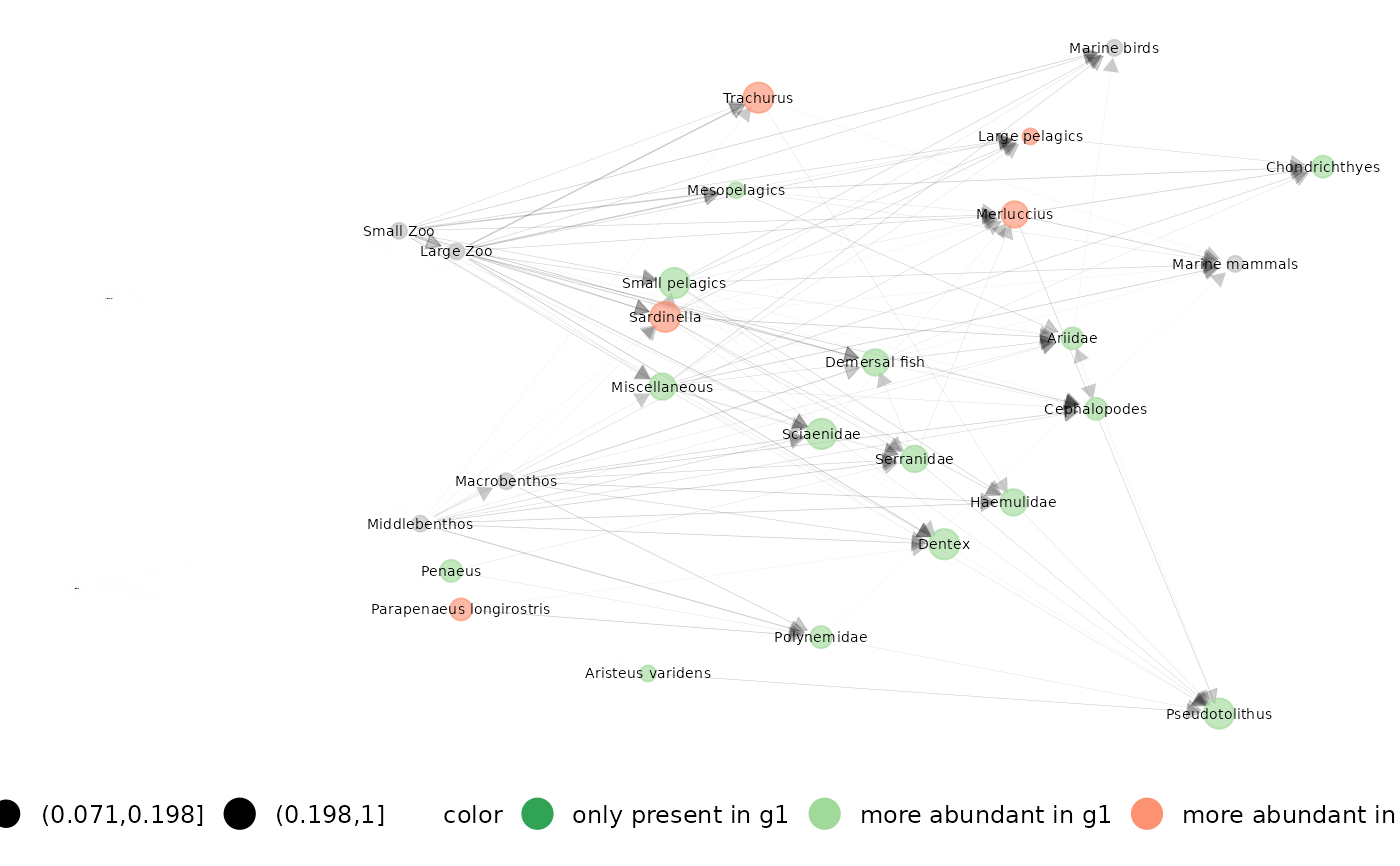 Marine birds
Trachurus
Large pelagics
Chondrichthyes
Mesopelagics
Merluccius
Small Zoo
Large Zoo
Marine mammals
Small pelagics
Sardinella
Ariidae
Demersal fish
Miscellaneous
Cephalopodes
Sciaenidae
Serranidae
Macrobenthos
Haemulidae
Middlebenthos
Dentex
Penaeus
Parapenaeus longirostris
Polynemidae
Aristeus varidens
Pseudotolithus
(0.071,0.198] (0.198,1] color only present in g1 more abundant in g1 more abundant in